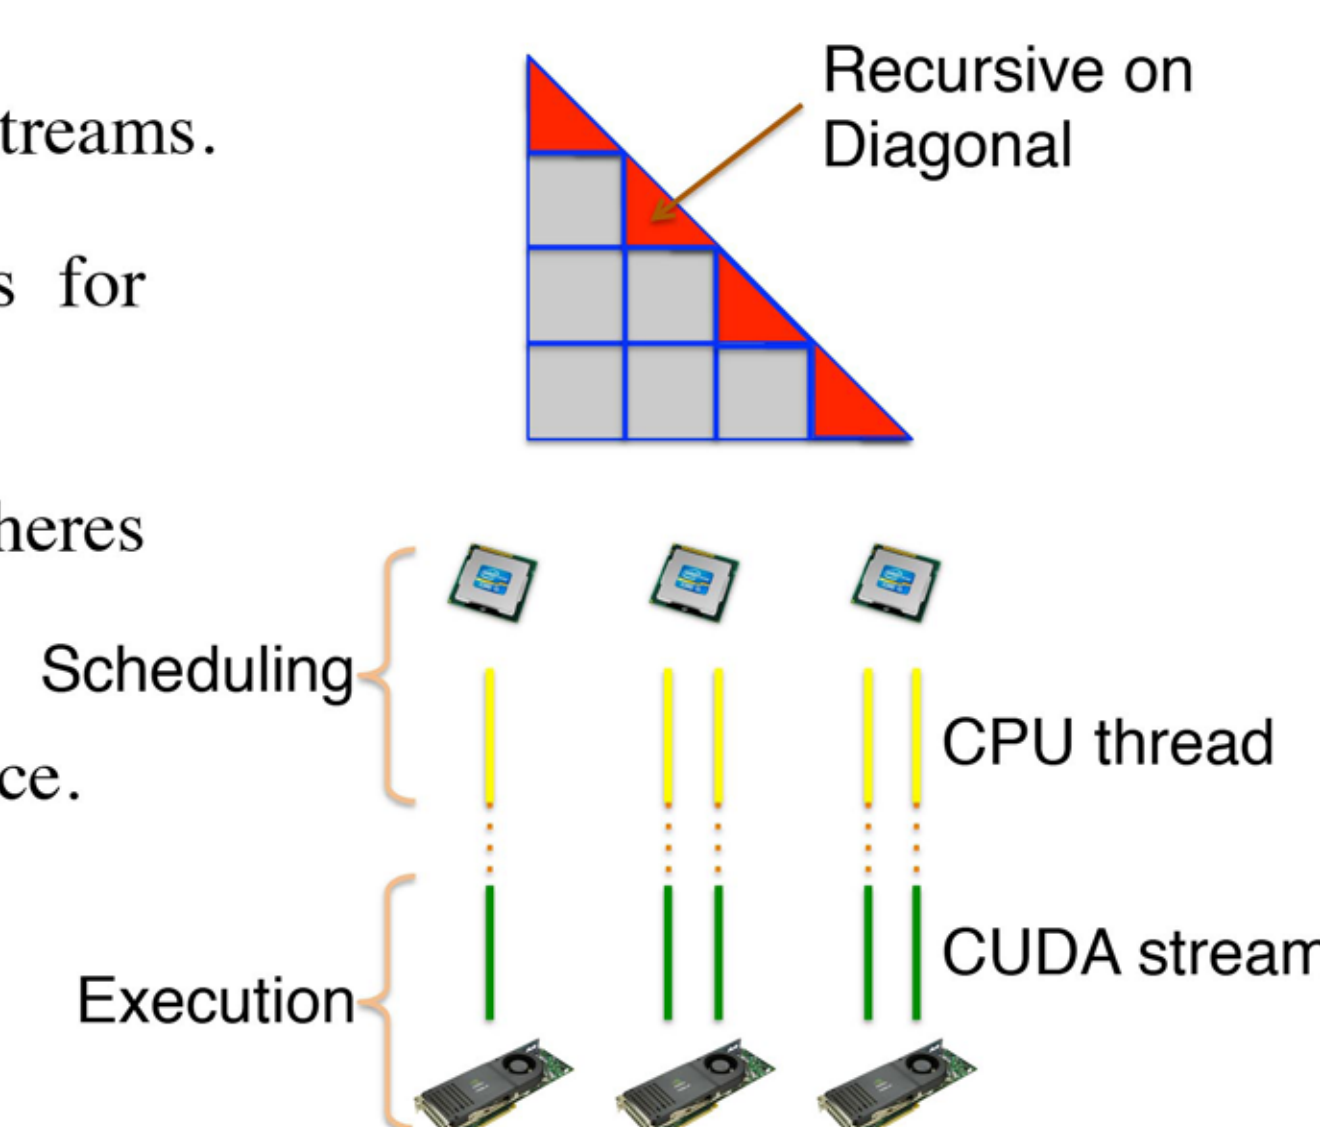 treams.
s for
heres
ce.
Recursive on
Diagonal
Scheduling
CPU thread
CUDA stream
Execution